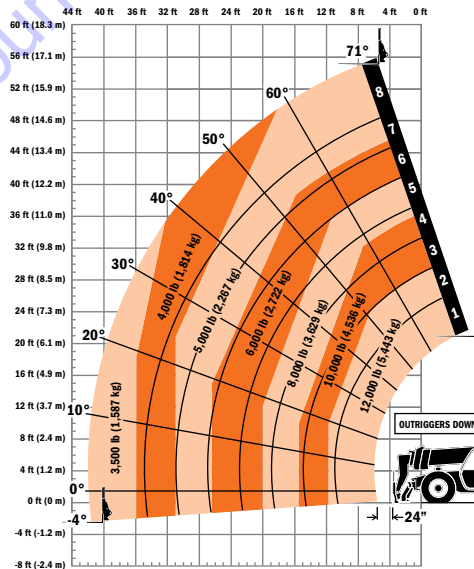 44 ft 40 ft 36 ft 32 ft 28 ft 24 ft 20 ft 16 ft 12 ft 8 ft 4 ft 0 ft
60 ft (18.3 m)
56 ft (17.1 m)
52 ft (15.9 m)
48 ft (14.6 m)
44 ft (13.4 m)
40 ft (12.2 m)
36 ft (11.0 m)
32 ft (9.8 m)
28 ft (8.5 m)
24 ft (7.3 m)
20 ft (6.1 m)
16 ft (4.9 m)
12 ft (3.7 m)
8 ft (2.4 m)
4 ft (1.2 m)
0 ft (0 m)
-4 ft (-1.2 m)
-8 ft (-2.4 m)
71°
60°
50°
40°
30°
20°
10°
0°
-4°
8
7
6
5
4
3
2
1
3,500 lb (1,587 kg)
4,000 lb (1,814 kg)
5,000 lb (2,267 kg)
6,000 lb (2,722 kg)
8,000 lb (3,629 kg)
10,000 lb (4,536 kg)
12,000 lb (5,443 kg)
OUTRIGGERS DOWN
24"